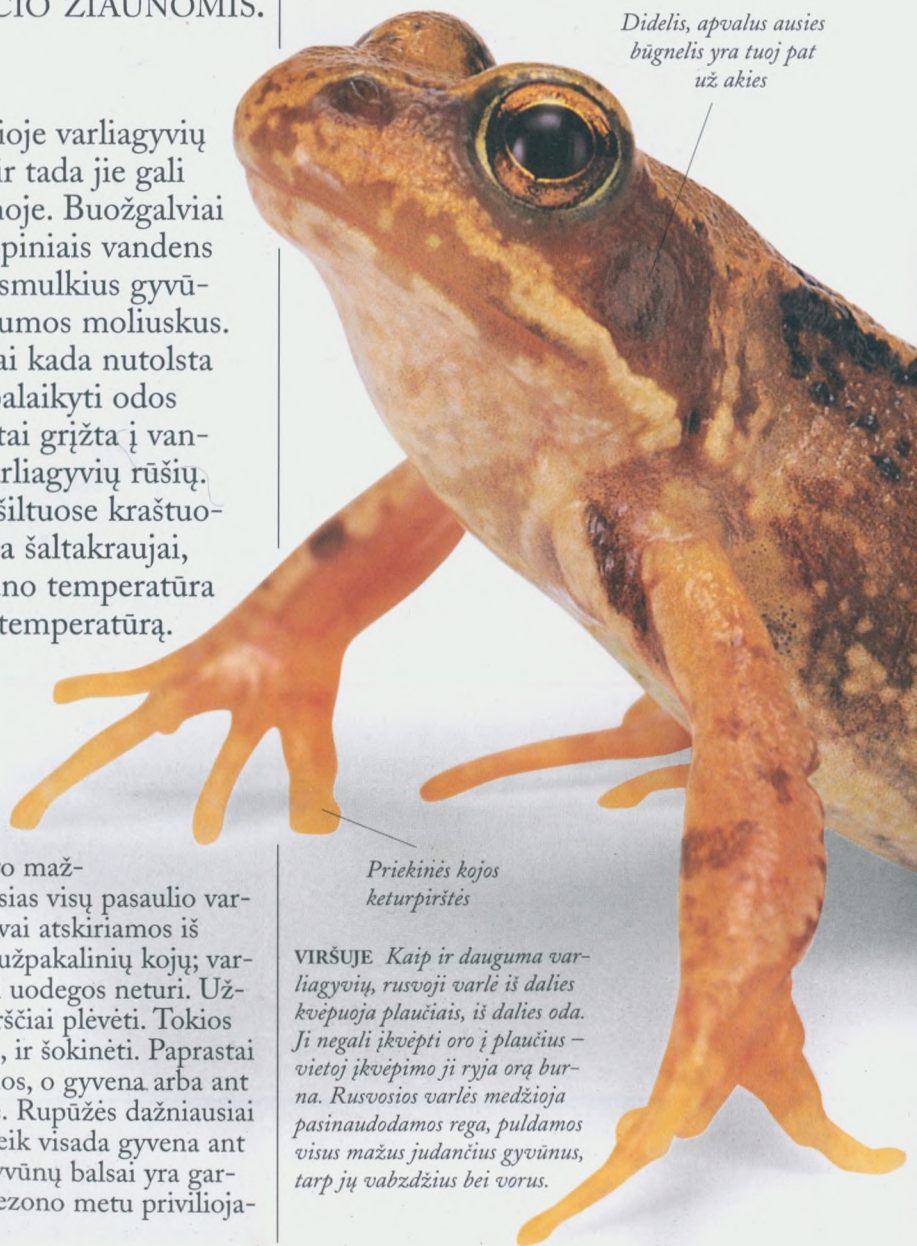 ČIO ŽIAUNOMIS.
Didelis, apvalus ausies
būgnelis yra tuoj pat
už akies
ioje varliagyvių
ir tada jie gali
noje. Buožgalviai
piniais vandens
smulkius gyvū-
umos moliuskus.
ai kada nutolsta
palaikyti odos
tai grįžta į van-
arliagyvių rūšių.
šiltuose kraštuo-
a šaltakraujai,
no temperatūra
temperatūrą.
Priekinės kojos
keturpirštės
o maž-
sias visų pasaulio var-
vai atskiriamos iš
užpakalinių kojų; var-
uodegos neturi. Už-
rščiai plėvėti. Tokios
, ir šokinėti. Paprastai
os, o gyvena arba ant
. Rupūžės dažniausiai
eik visada gyvena ant
yvūnų balsai yra gar-
ezono metu privilioja-
VIRŠUJE Kaip ir dauguma var-
liagyvių, rusvoji varlė iš dalies
kvėpuoja plaučiais, iš dalies oda.
Ji negali įkvėpti oro į plaučius –
vietoj įkvėpimo ji ryja orą bur-
na. Rusvosios varlės medžioja
pasinaudodamos rega, puldamos
visus mažus judančius gyvūnus,
tarp jų vabzdžius bei vorus.